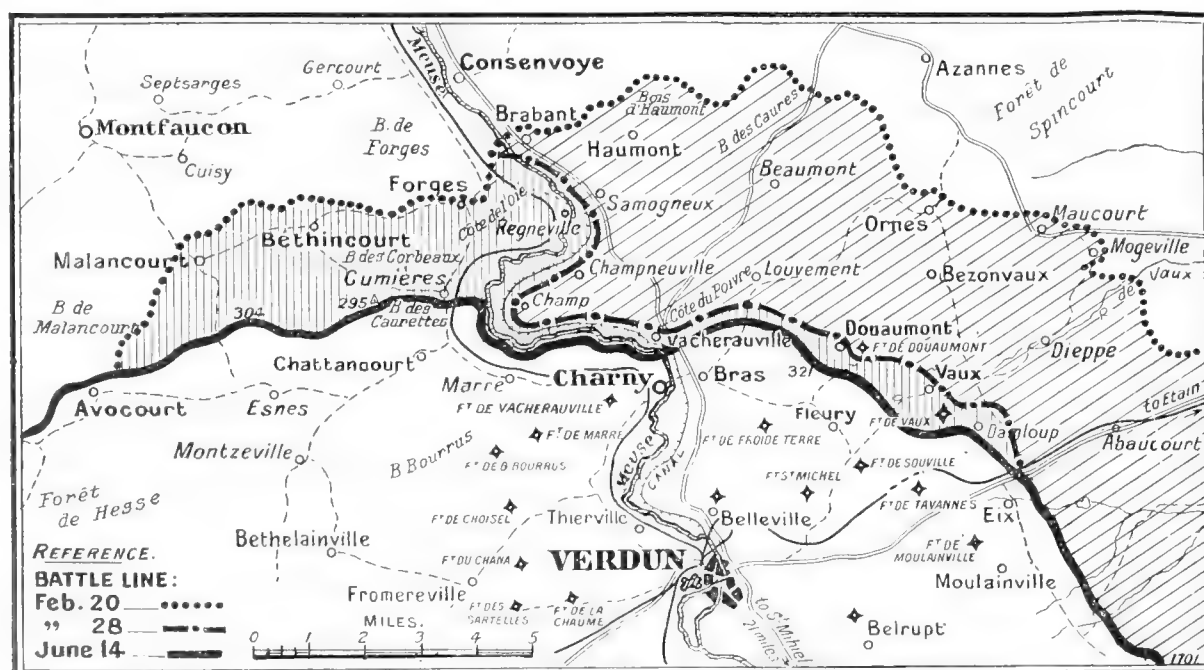 Meuse
Consenvoye
Gercourt
Septsarges
Azannes
Forêt de
Spincourt
Bois
d'Haumont
Brabant
Haumont
B des Caures
Montfaucon
Cuisy
B. de
Forges
Beaumont
Forges
Côte de l'Oie
Regneville
Samogneux
Ornes
Maucourt
Mogeville
Bethincourt
B des Corbeaux
Malancourt
Cumières
Champneuville
Louvemont
Bezonvaux
de
Vaux
295
304
B des
Caurettes
Champ
Côte du Poivre
B de
Malancourt
Vacherauville
Douaumont
Fᵀ DE DOUAUMONT
Dieppe
Chattancourt
Marre
Charny
Bras
321
Vaux
to Etain
Avocourt
Esnes
Fᵀ DE VACHERAUVILLE
Fleury
Fᵀ DE VAUX
Damloup
Abaucourt
Fᵀ DE MARRE
Fᵀ DE FROIDE TERRE
Montzeville
B Bourrus
Fᵀ DE B BOURRUS
Meuse
CANAL
Fᵀ Sᵀ MICHEL
Fᵀ DE SOUVILLE
Forêt
de Hesse
Fᵀ DE CHOISEL
Thierville
Belleville
Fᵀ DE TAVANNES
Eix
Bethelainville
Fᵀ DU CHANA
VERDUN
Fᵀ DE
MOULAINVILLE
Moulainville
Fromereville
Fᵀ DES
SARTELLES
Fᵀ DE LA
CHAUME
to Sᵗ Mihiel
21 miles
Belrupt
REFERENCE.
BATTLE LINE:
Feb. 20
„ 28
June 14
MILES.
0 1 2 3 4 5
1701